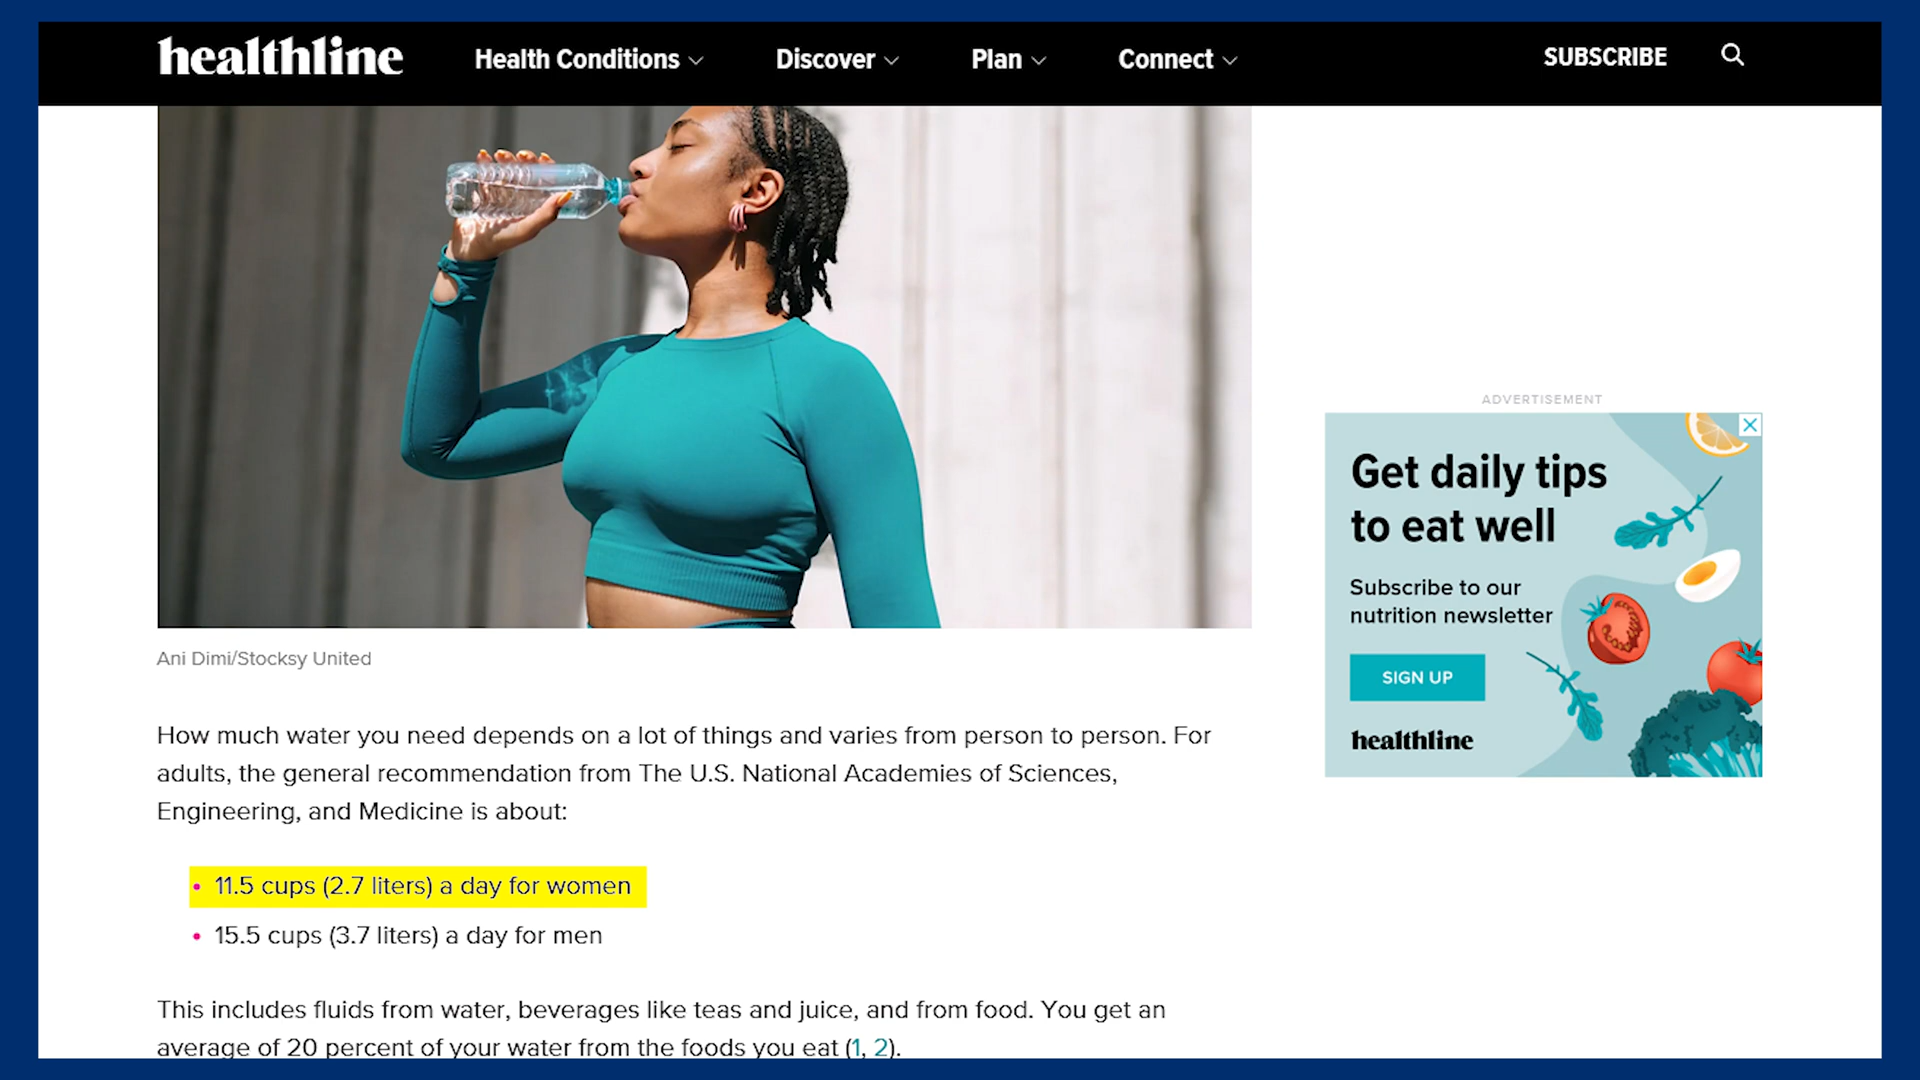 healthline
Health Conditions
Discover
Plan
Connect
SUBSCRIBE
Ani Dimi/Stocksy United
How much water you need depends on a lot of things and varies from person to person. For
adults, the general recommendation from The U.S. National Academies of Sciences,
Engineering, and Medicine is about:
• 11.5 cups (2.7 liters) a day for women
• 15.5 cups (3.7 liters) a day for men
This includes fluids from water, beverages like teas and juice, and from food. You get an
average of 20 percent of your water from the foods you eat (1, 2).
ADVERTISEMENT
Get daily tips
to eat well
Subscribe to our
nutrition newsletter
SIGN UP
healthline